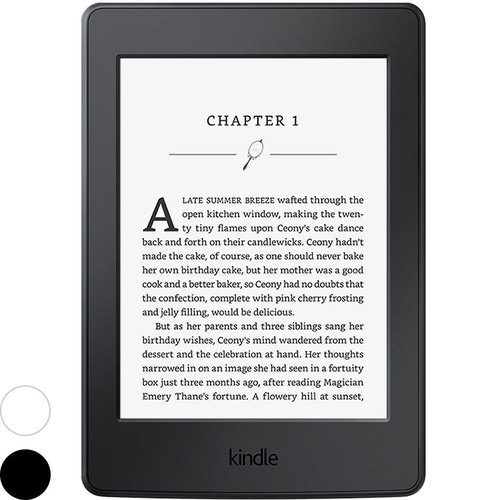 CHAPTER 1
A LATE SUMMER BREEZE wafted through the
open kitchen window, making the twen-
ty tiny flames upon Ceony's cake dance
back and forth on their candlewicks. Ceony hadn't
made the cake, of course, as one should never bake
her own birthday cake, but her mother was a good
cook and a better baker, so Ceony had no doubts that
the confection, complete with pink cherry frosting
and jelly filling, would be delicious.
But as her parents and three siblings sang her
birthday wishes, Ceony's mind wandered from the
dessert and the celebration at hand. Her thoughts
narrowed in on an image she had seen in a fortuity
box just three months ago, after reading Magician
Emery Thane's fortune. A flowery hill at sunset,
kindle